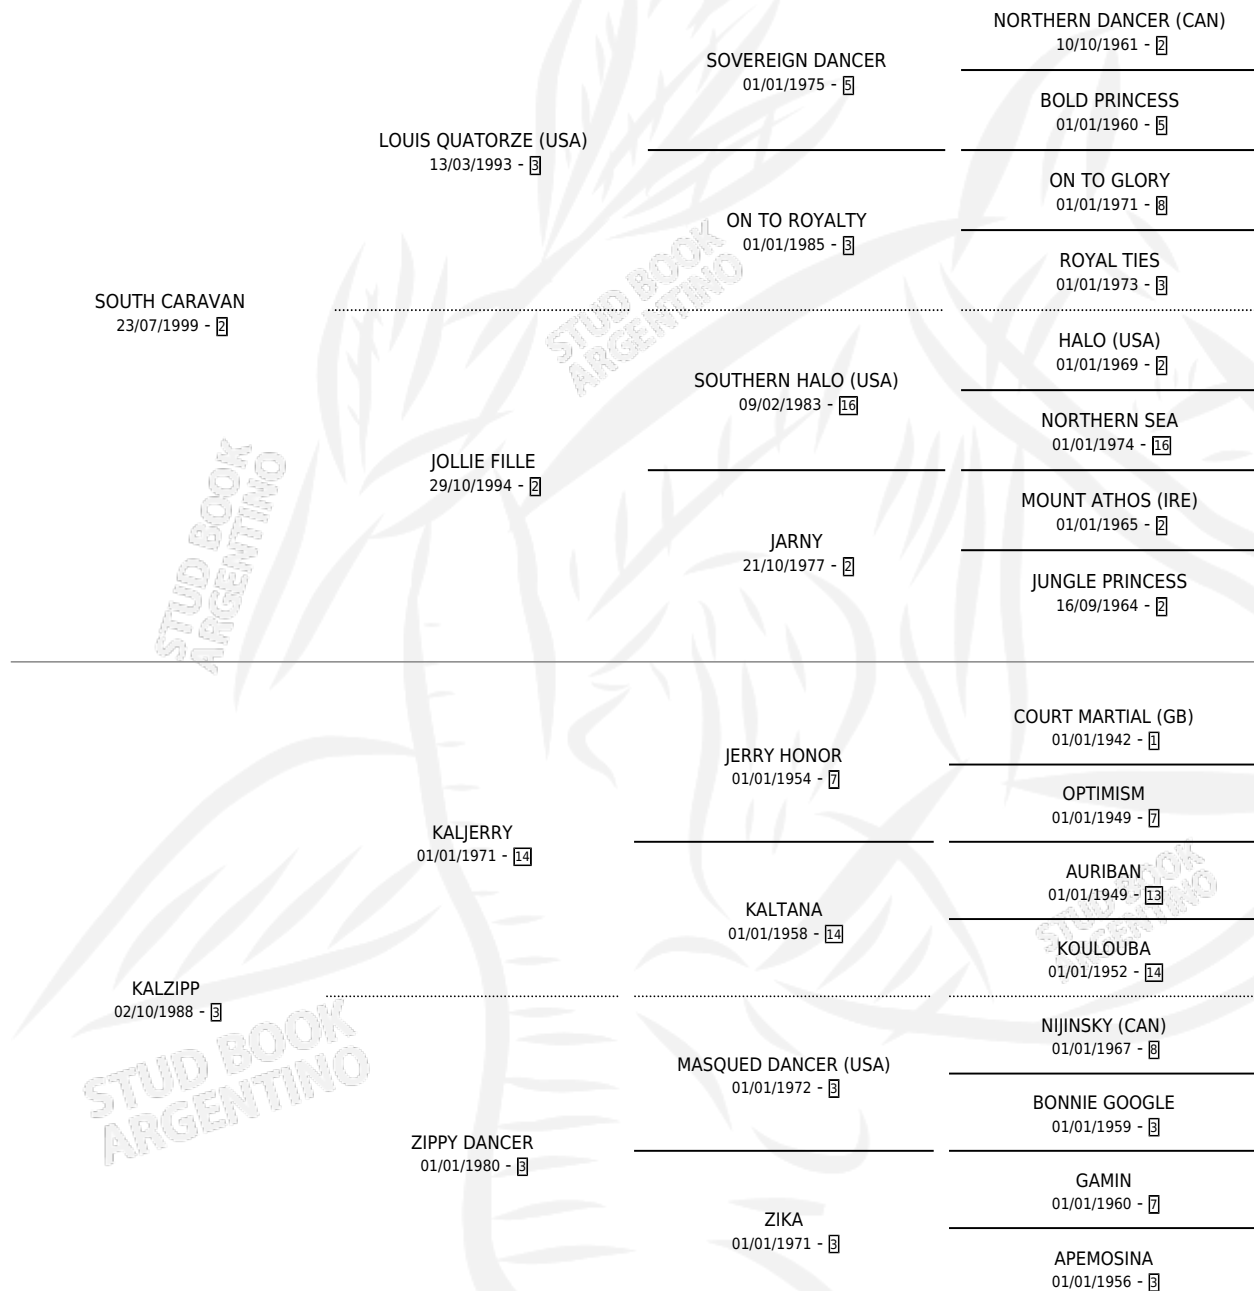 NORTHERN DANCER (CAN)
10/10/1961 - 2
SOVEREIGN DANCER
01/01/1975 - 5
BOLD PRINCESS
01/01/1960 - 5
LOUIS QUATORZE (USA)
13/03/1993 - 3
ON TO GLORY
01/01/1971 - 8
ON TO ROYALTY
01/01/1985 - 3
ROYAL TIES
01/01/1973 - 3
SOUTH CARAVAN
23/07/1999 - 2
STUD BOOK
ARGENTINO
HALO (USA)
01/01/1969 - 2
SOUTHERN HALO (USA)
09/02/1983 - 16
NORTHERN SEA
01/01/1974 - 16
JOLLIE FILLE
29/10/1994 - 2
MOUNT ATHOS (IRE)
01/01/1965 - 2
JARNY
21/10/1977 - 2
JUNGLE PRINCESS
16/09/1964 - 2
STUD BOOK
ARGENTINO
COURT MARTIAL (GB)
01/01/1942 - 1
JERRY HONOR
01/01/1954 - 7
OPTIMISM
01/01/1949 - 7
KALJERRY
01/01/1971 - 14
AURIBAN
01/01/1949 - 13
KALTANA
01/01/1958 - 14
KOULOUBA
01/01/1952 - 14
STUD BOOK
ARGENTINO
KALZIPP
02/10/1988 - 3
NIJINSKY (CAN)
01/01/1967 - 8
MASQUED DANCER (USA)
01/01/1972 - 3
BONNIE GOOGLE
01/01/1959 - 3
STUD BOOK
ARGENTINO
ZIPPY DANCER
01/01/1980 - 3
GAMIN
01/01/1960 - 7
ZIKA
01/01/1971 - 3
APEMOSINA
01/01/1956 - 3